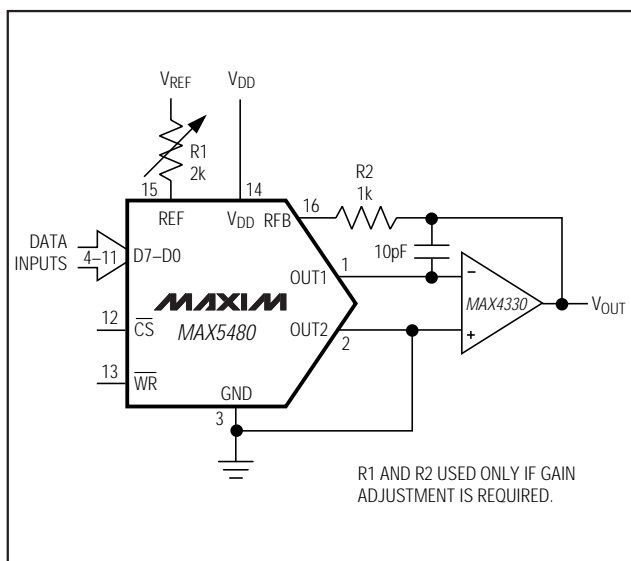 VREF
VDD
R1
2k
R2
1k
15
14
16
REF
VDD
RFB
10pF
DATA
INPUTS
4–11
D7–D0
OUT1
1
−
MAXIM
MAX5480
MAX4330
VOUT
12
CS
OUT2
2
+
13
WR
GND
3
R1 AND R2 USED ONLY IF GAIN
ADJUSTMENT IS REQUIRED.